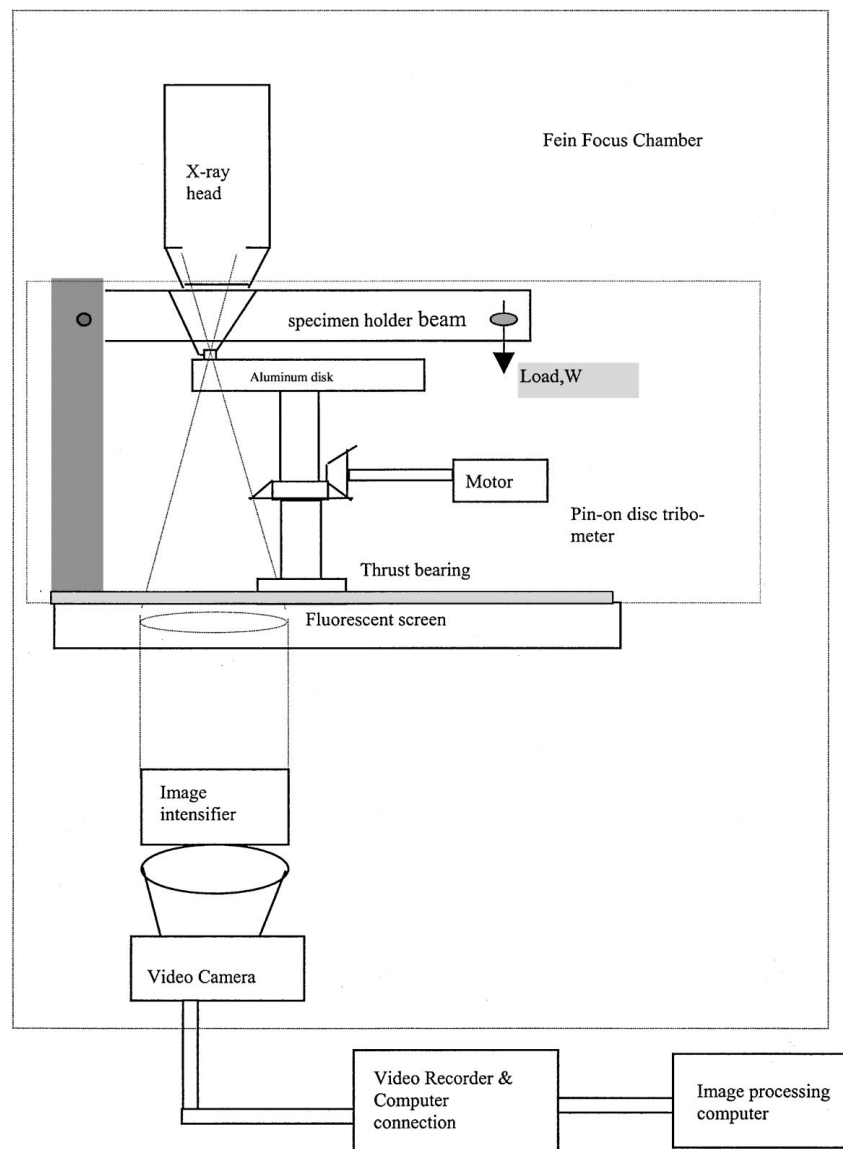 Fein Focus Chamber
X-ray
head
specimen holder beam
Load,W
Aluminum disk
Motor
Pin-on disc tribo-
meter
Thrust bearing
Fluorescent screen
Image
intensifier
Video Camera
Video Recorder &
Computer
connection
Image processing
computer